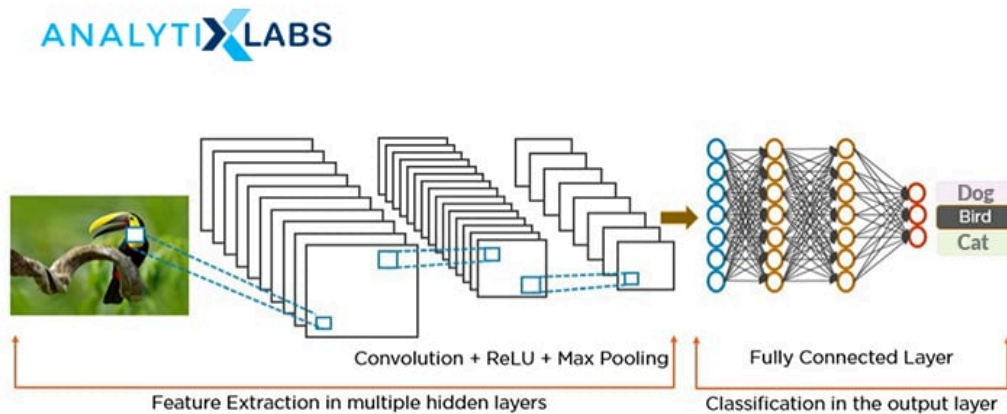 ANALYTIXLABS
Dog
Bird
Cat
Convolution + ReLU + Max Pooling
Fully Connected Layer
Feature Extraction in multiple hidden layers
Classification in the output layer